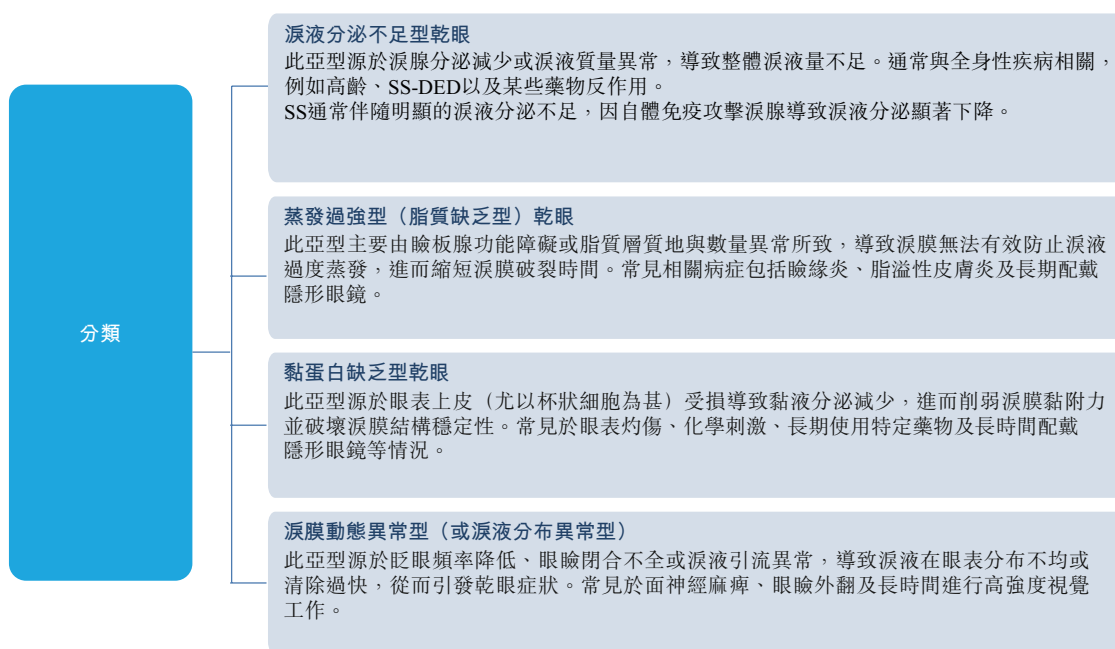 分類
淚液分泌不足型乾眼
此亞型源於淚腺分泌減少或淚液質量異常，導致整體淚液量不足。通常與全身性疾病相關，
例如高齡、SS-DED以及某些藥物反作用。
SS通常伴隨明顯的淚液分泌不足，因自體免疫攻擊淚腺導致淚液分泌顯著下降。
蒸發過強型（脂質缺乏型）乾眼
此亞型主要由瞼板腺功能障礙或脂質層質地與數量異常所致，導致淚膜無法有效防止淚液
過度蒸發，進而縮短淚膜破裂時間。常見相關病症包括瞼緣炎、脂溢性皮膚炎及長期配戴
隱形眼鏡。
黏蛋白缺乏型乾眼
此亞型源於眼表上皮（尤以杯狀細胞為甚）受損導致黏液分泌減少，進而削弱淚膜黏附力
並破壞淚膜結構穩定性。常見於眼表灼傷、化學刺激、長期使用特定藥物及長時間配戴
隱形眼鏡等情況。
淚膜動態異常型（或淚液分布異常型）
此亞型源於眨眼頻率降低、眼瞼閉合不全或淚液引流異常，導致淚液在眼表分布不均或
清除過快，從而引發乾眼症狀。常見於面神經麻痺、眼瞼外翻及長時間進行高強度視覺
工作。